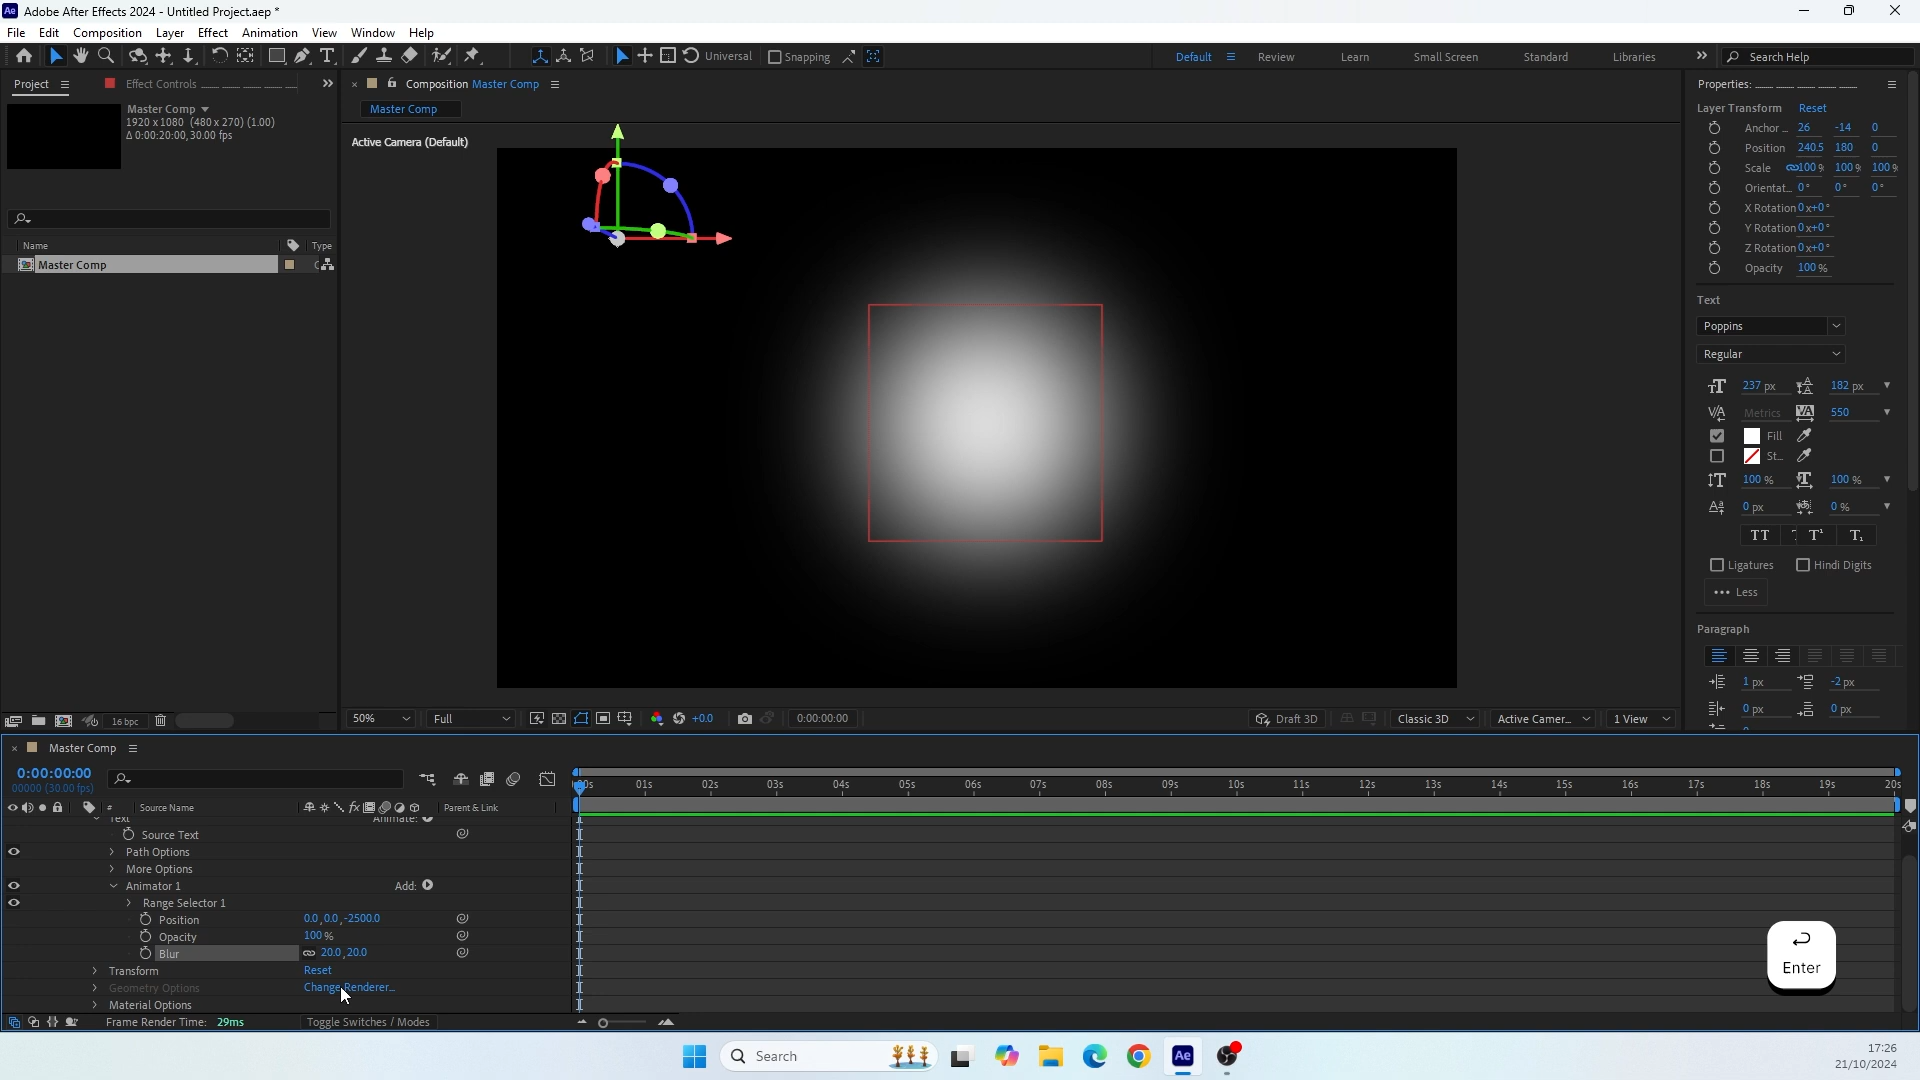 Adobe After Effects 2024 - Untitled Project.aep *
File Edit Composition Layer Effect Animation View Window Help
Universal Snapping Default Review Learn Small Screen Standard Libraries Search Help
Project Effect Controls
Composition Master Comp
Properties:
Master Comp
1920 x 1080 (480 x 270) (1.00)
Δ 0:00:20:00, 30.00 fps
Master Comp
Active Camera (Default)
Layer Transform Reset
Anchor .. 26 -14 0
Position 240.5 180 0
Scale 100 % 100 % 100 %
Orientat.. 0° 0° 0°
X Rotation 0x+0°
Y Rotation 0x+0°
Z Rotation 0x+0°
Opacity 100 %
Name Type
Master Comp
Text
Poppins
Regular
237 px 182 px
Metrics 550
Fill
St...
100 % 100 %
0 px 0 %
TT T¹ T₁
Ligatures Hindi Digits
Less
Paragraph
1 px -2 px
0 px 0 px
16 bpc
50% Full +0.0 0:00:00:00 Draft 3D Classic 3D Active Camer... 1 View
Master Comp
0:00:00:00
00000 (30.00 fps)
00s 01s 02s 03s 04s 05s 06s 07s 08s 09s 10s 11s 12s 13s 14s 15s 16s 17s 18s 19s 20s
# Source Name fx Parent & Link
Text Animate:
Source Text
Path Options
More Options
Animator 1 Add:
Range Selector 1
Position 0.0,0.0,-2500.0
Opacity 100 %
Blur 20.0,20.0
Transform Reset
Geometry Options Change Renderer...
Material Options
Frame Render Time: 29ms Toggle Switches / Modes
Enter
Search
Ae
17:26
21/10/2024